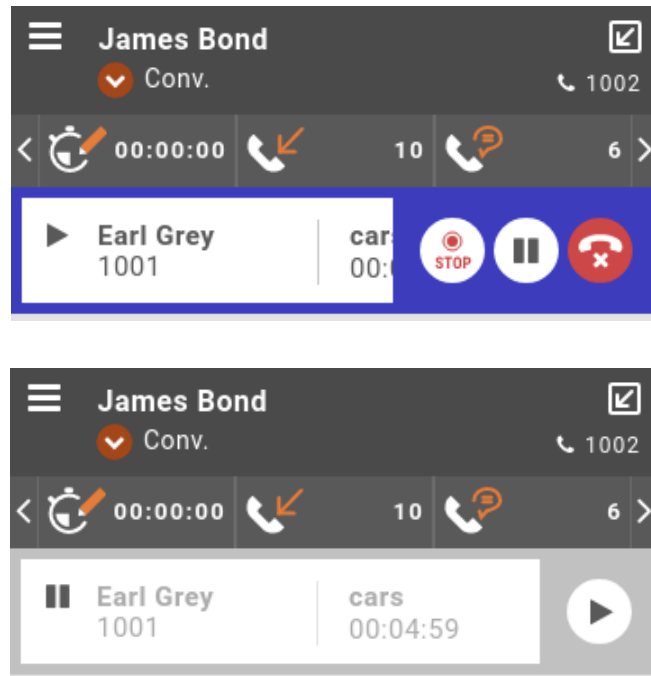 James Bond
Conv.
1002
00:00:00 10 6
Earl Grey
1001
STOP
James Bond
Conv.
1002
00:00:00 10 6
Earl Grey cars
1001 00:04:59